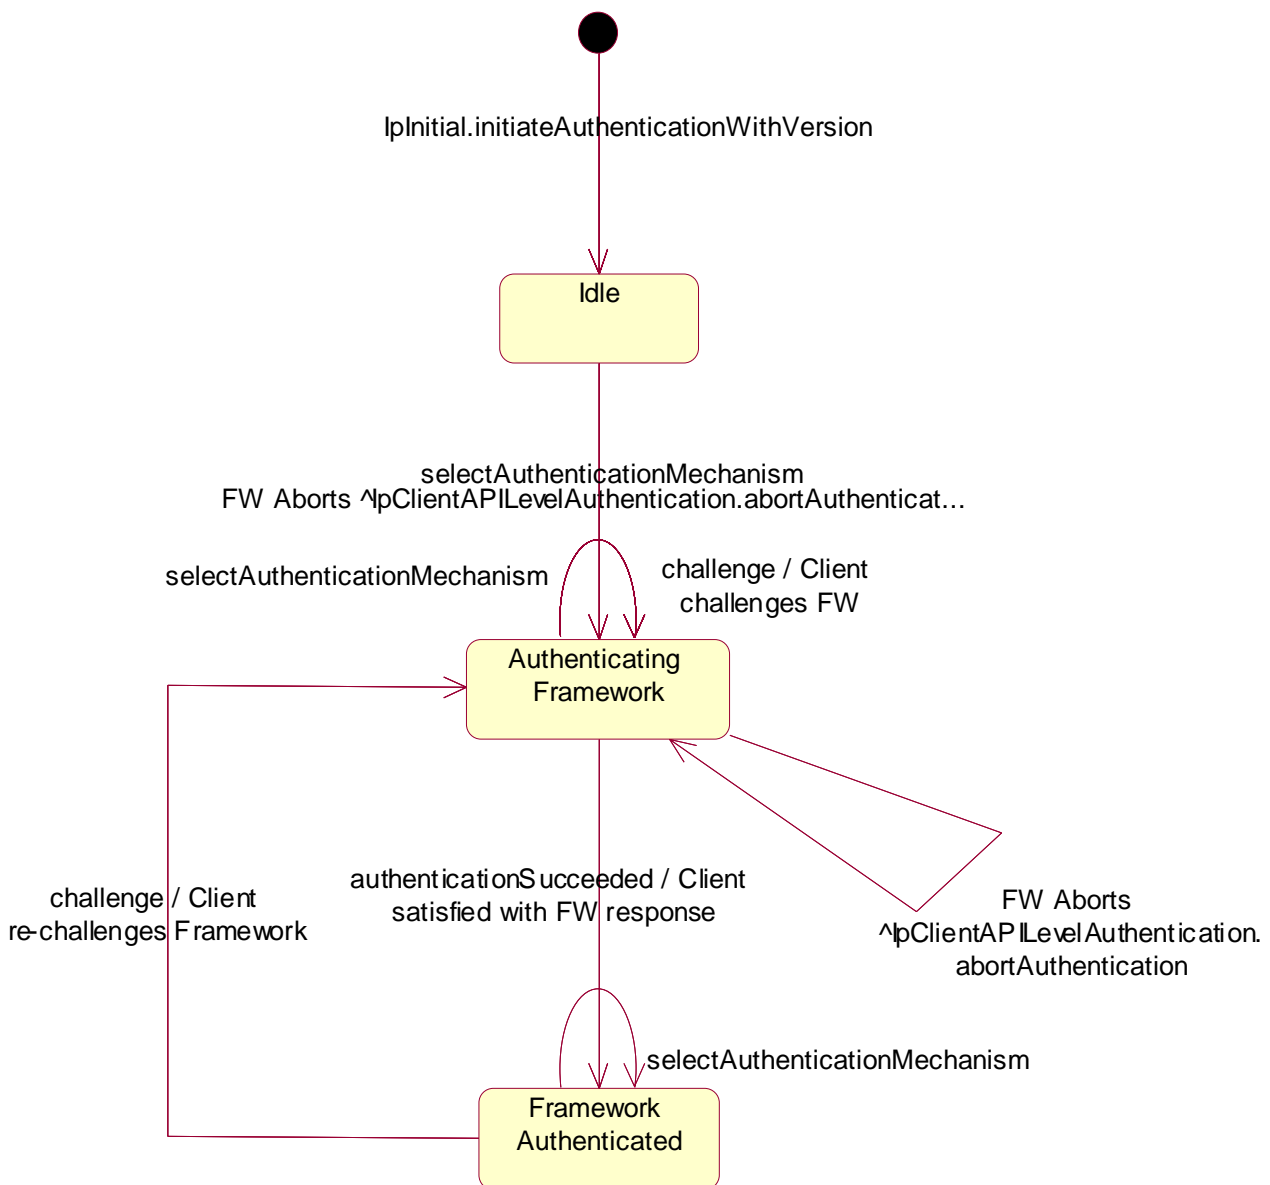 IpInitial.initiateAuthenticationWithVersion
Idle
selectAuthenticationMechanism
FW Aborts ^IpClientAPILevelAuthentication.abortAuthenticat...
selectAuthenticationMechanism
challenge / Client
challenges FW
Authenticating
Framework
authenticationSucceeded / Client
satisfied with FW response
challenge / Client
re-challenges Framework
FW Aborts
^IpClientAPILevelAuthentication.
abortAuthentication
selectAuthenticationMechanism
Framework
Authenticated